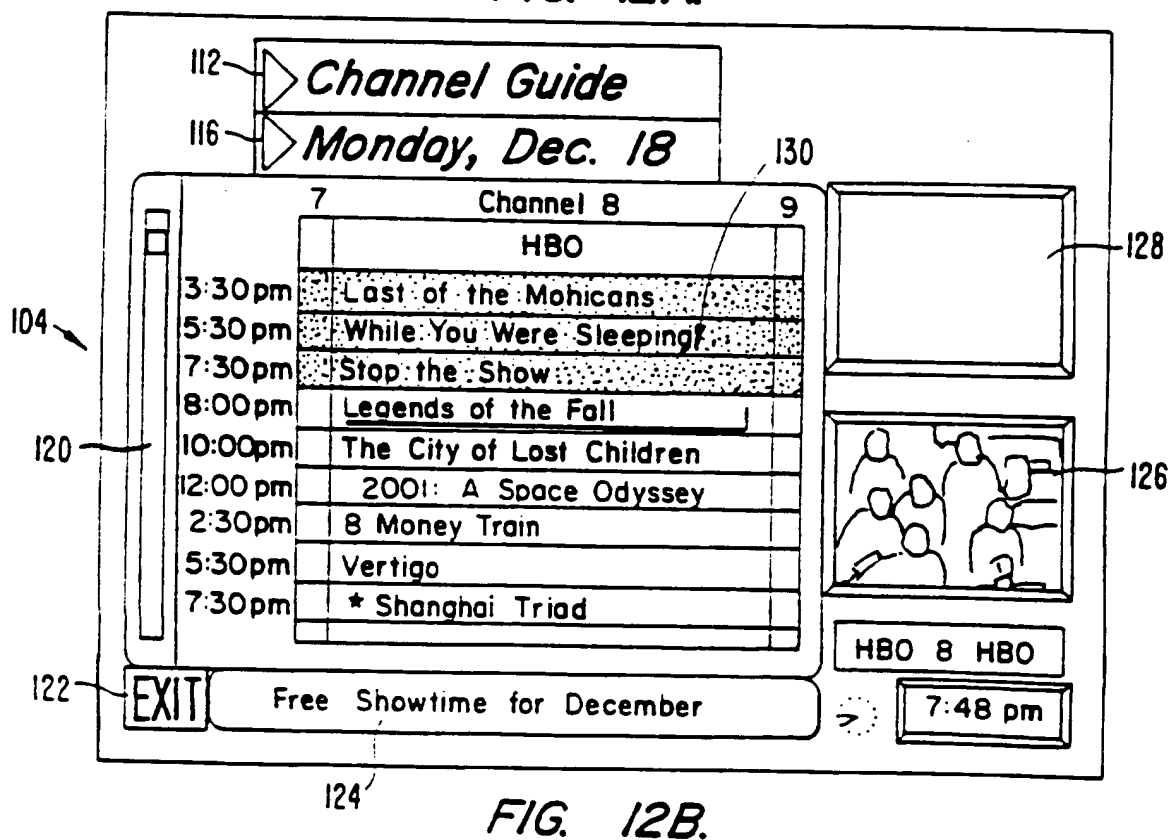 112 Channel Guide
116 Monday, Dec. 18
130
7 Channel 8 9
HBO
128
3:30pm Last of the Mohicans
104
5:30pm While You Were Sleeping
7:30pm Stop the Show
8:00pm Legends of the Fall
120
10:00pm The City of Lost Children
126
12:00 pm 2001: A Space Odyssey
2:30pm 8 Money Train
5:30pm Vertigo
7:30pm * Shanghai Triad
HBO 8 HBO
122 EXIT Free Showtime for December
7:48 pm
124
FIG. 12B.